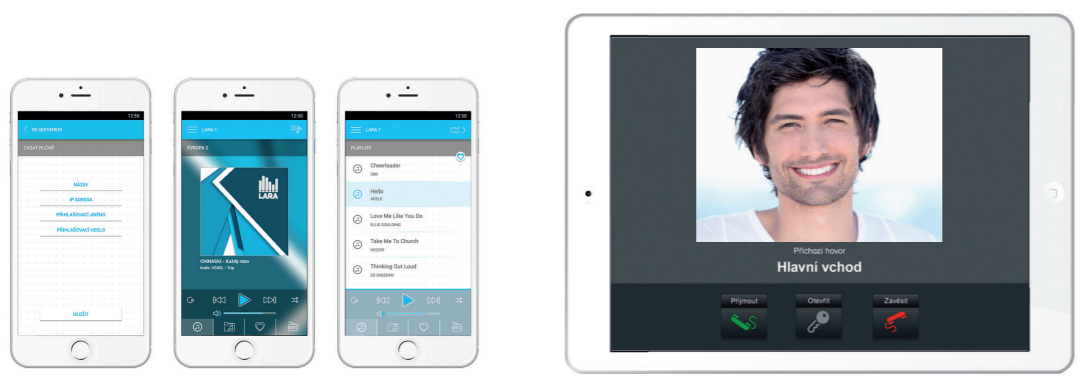 12:50
SE SERVEREM
ZADAT RUČNĚ
NÁZEV
IP ADRESA
PŘIHLAŠOVACÍ JMÉNO
PŘIHLAŠOVACÍ HESLO
ULOŽIT
12:50
LARA 1
EVROPA 2
LARA
CHINASKI - Každý ráno
12:50
LARA 1
PLAYLIST
Cheerleader
OMI
Hello
ADELE
Love Me Like You Do
ELLIE GOULDING
Take Me To Church
HOZIER
Thinking Out Loud
ED SHEERAN
Příchozí hovor
Hlavní vchod
Přijmout
Otevřít
Zavěsit